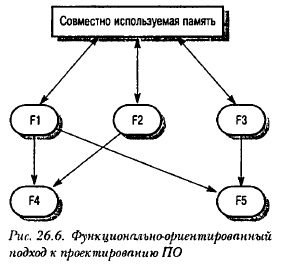 Совместно используемая память
F1
F2
F3
F4
F5
Рис. 26.6. Функционально-ориентированный
подход к проектированию ПО